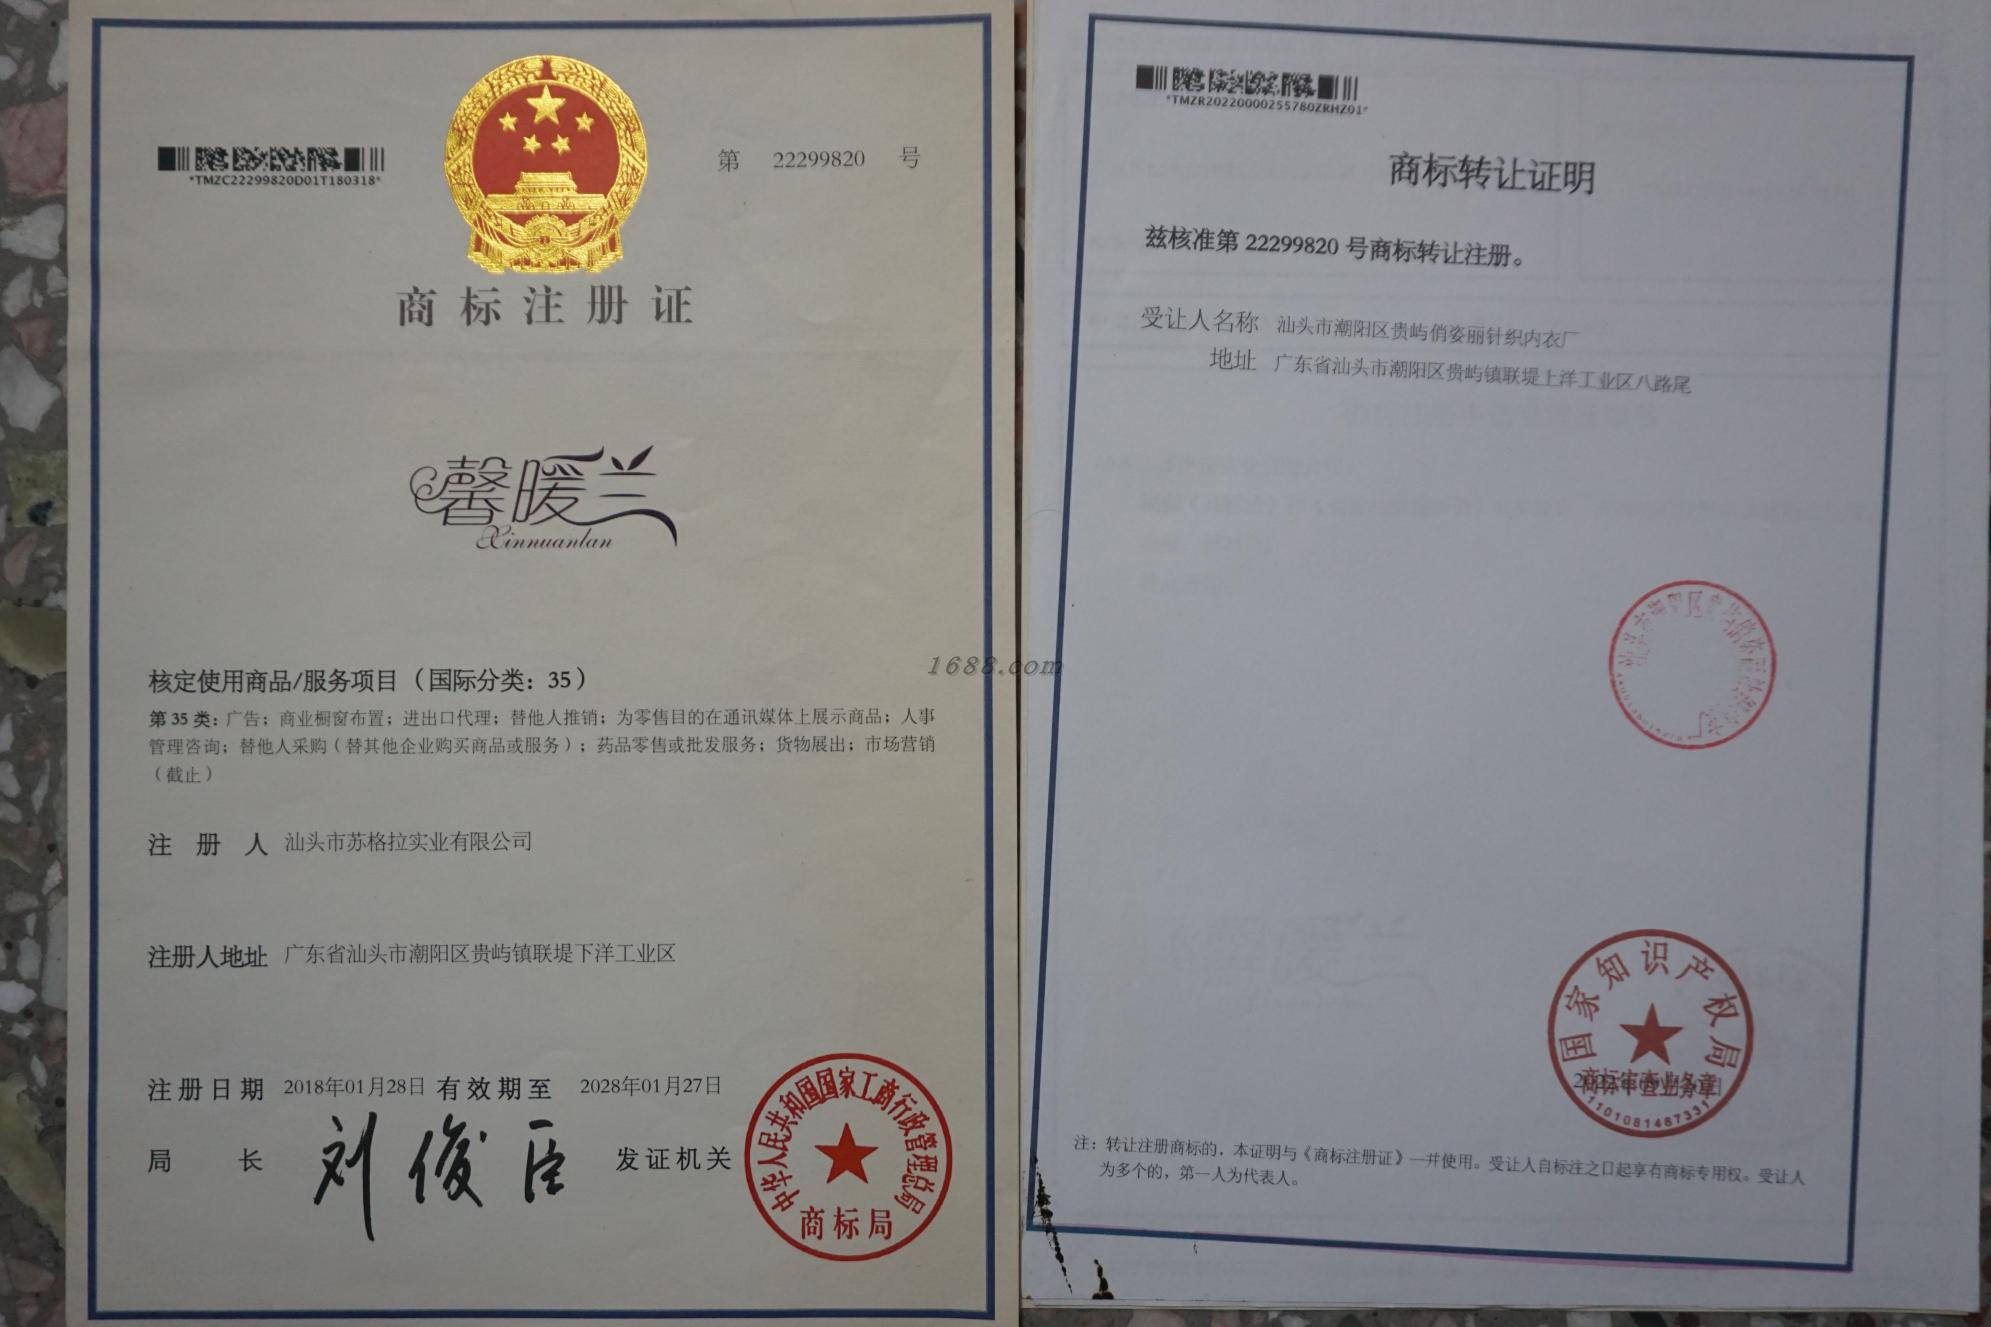 *TMZC22299820D01T180318*
第 22299820 号
商标注册证
馨暖兰
Xinnuanlan
核定使用商品/服务项目（国际分类：35）
第35类：广告；商业橱窗布置；进出口代理；替他人推销；为零售目的在通讯媒体上展示商品；人事
管理咨询；替他人采购（替其他企业购买商品或服务）；药品零售或批发服务；货物展出；市场营销
（截止）
注册人 汕头市苏格拉实业有限公司
注册人地址 广东省汕头市潮阳区贵屿镇联堤下洋工业区
注册日期 2018年01月28日 有效期至 2028年01月27日
局长 刘俊臣 发证机关
中华人民共和国国家工商行政管理总局
商标局
1688.com
*TMZR20220000255780ZRHZ01*
商标转让证明
兹核准第 22299820 号商标转让注册。
受让人名称 汕头市潮阳区贵屿俏姿丽针织内衣厂
地址 广东省汕头市潮阳区贵屿镇联堤上洋工业区八路尾
国家知识产权局
商标审查业务章
1101081467331
注：转让注册商标的，本证明与《商标注册证》一并使用。受让人自标注之日起享有商标专用权。受让人
为多个的，第一人为代表人。